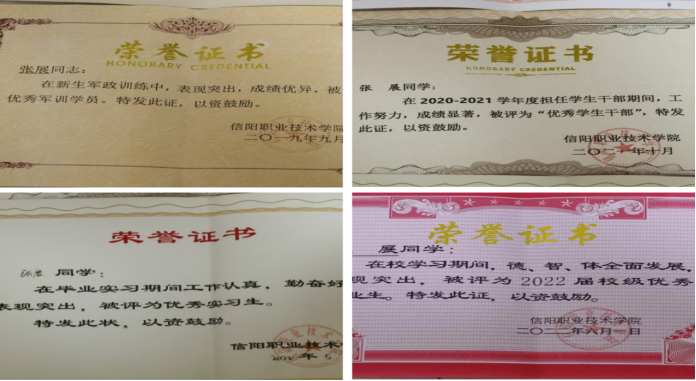 荣誉证书
HONORARY CREDENTIAL
张展同志:
在新生军政训练中,表现突出,成绩优异,被
优秀军训学员。特发此证,以资鼓励。
信阳职业技术学院
二〇一九年九月
荣誉证书
HONORARY CREDENTIAL
张 展同学:
在2020-2021学年度担任学生干部期间,工
作努力,成绩显著,被评为“优秀学生干部”,特发
此证,以资鼓励。
信阳职业技术学院
二〇二一年十月
荣誉证书
张展 同学:
在毕业实习期间工作认真,勤奋好
表现突出,被评为优秀实习生。
特发此状,以资鼓励。
信阳职业技术
年 5
荣誉证书
展同学:
在校学习期间,德、智、体全面发展,
现突出,被评为2022届校级优秀
业生。特发此证,以资鼓励。
信阳职业技术学院
二〇二二年六月一日